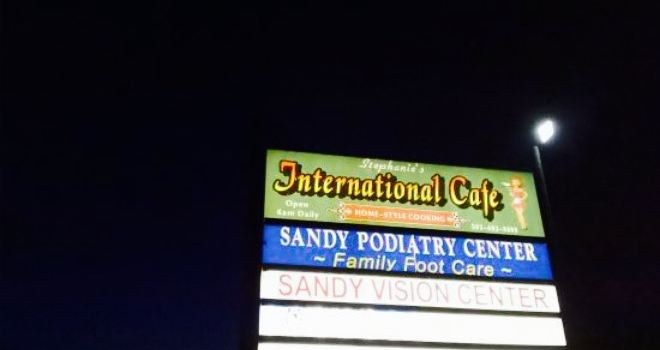 Stephanie's
International Cafe
Open
6am Daily
HOME-STYLE COOKING
SANDY PODIATRY CENTER
~ Family Foot Care ~
SANDY VISION CENTER